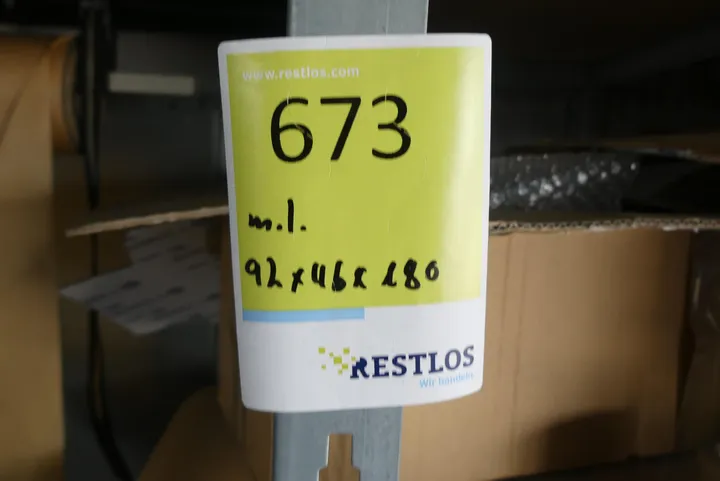 www.restlos.com
673
m.l.
92x46x180
RESTLOS
Wir handeln